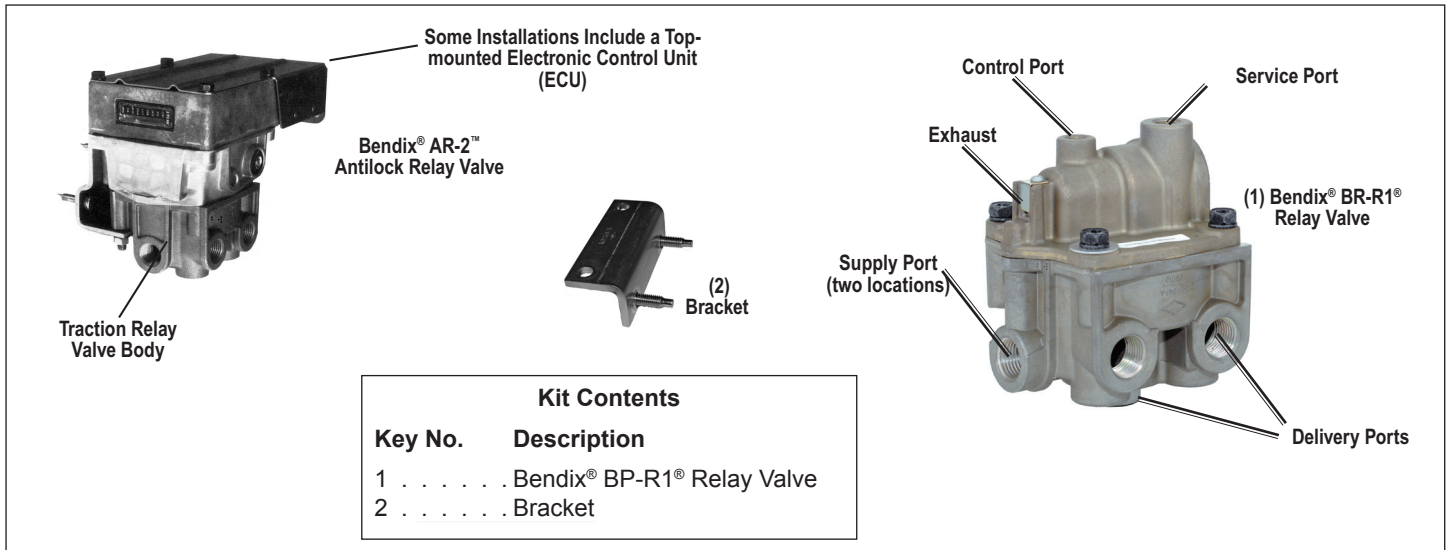 Some Installations Include a Top-
mounted Electronic Control Unit
(ECU)
Bendix® AR-2™
Antilock Relay Valve
Traction Relay
Valve Body
(2)
Bracket
Control Port
Service Port
Exhaust
(1) Bendix® BR-R1®
Relay Valve
Supply Port
(two locations)
Delivery Ports
Kit Contents
Key No. Description
1 . . . . . . Bendix® BP-R1® Relay Valve
2 . . . . . . Bracket